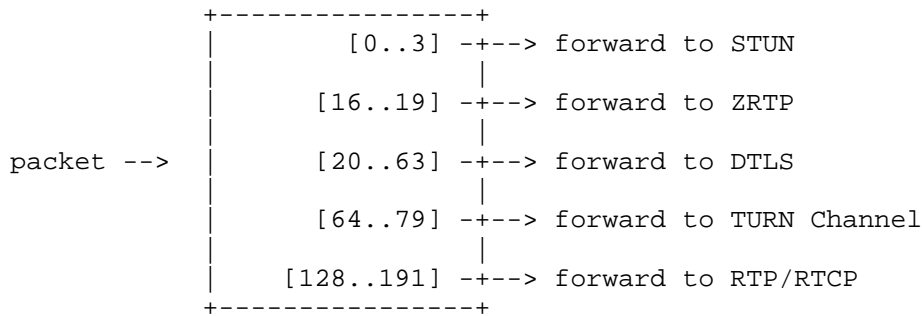 +----------------+
| [0..3] -+--> forward to STUN
| |
| [16..19] -+--> forward to ZRTP
| |
packet --> | [20..63] -+--> forward to DTLS
| |
| [64..79] -+--> forward to TURN Channel
| |
| [128..191] -+--> forward to RTP/RTCP
+----------------+